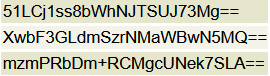 51LCj1ss8bWhNJTSUJ73Mg==
XwbF3GLdmSzrNMaWBwN5MQ==
mzmPRbDm+RCMgcUNek7SLA==